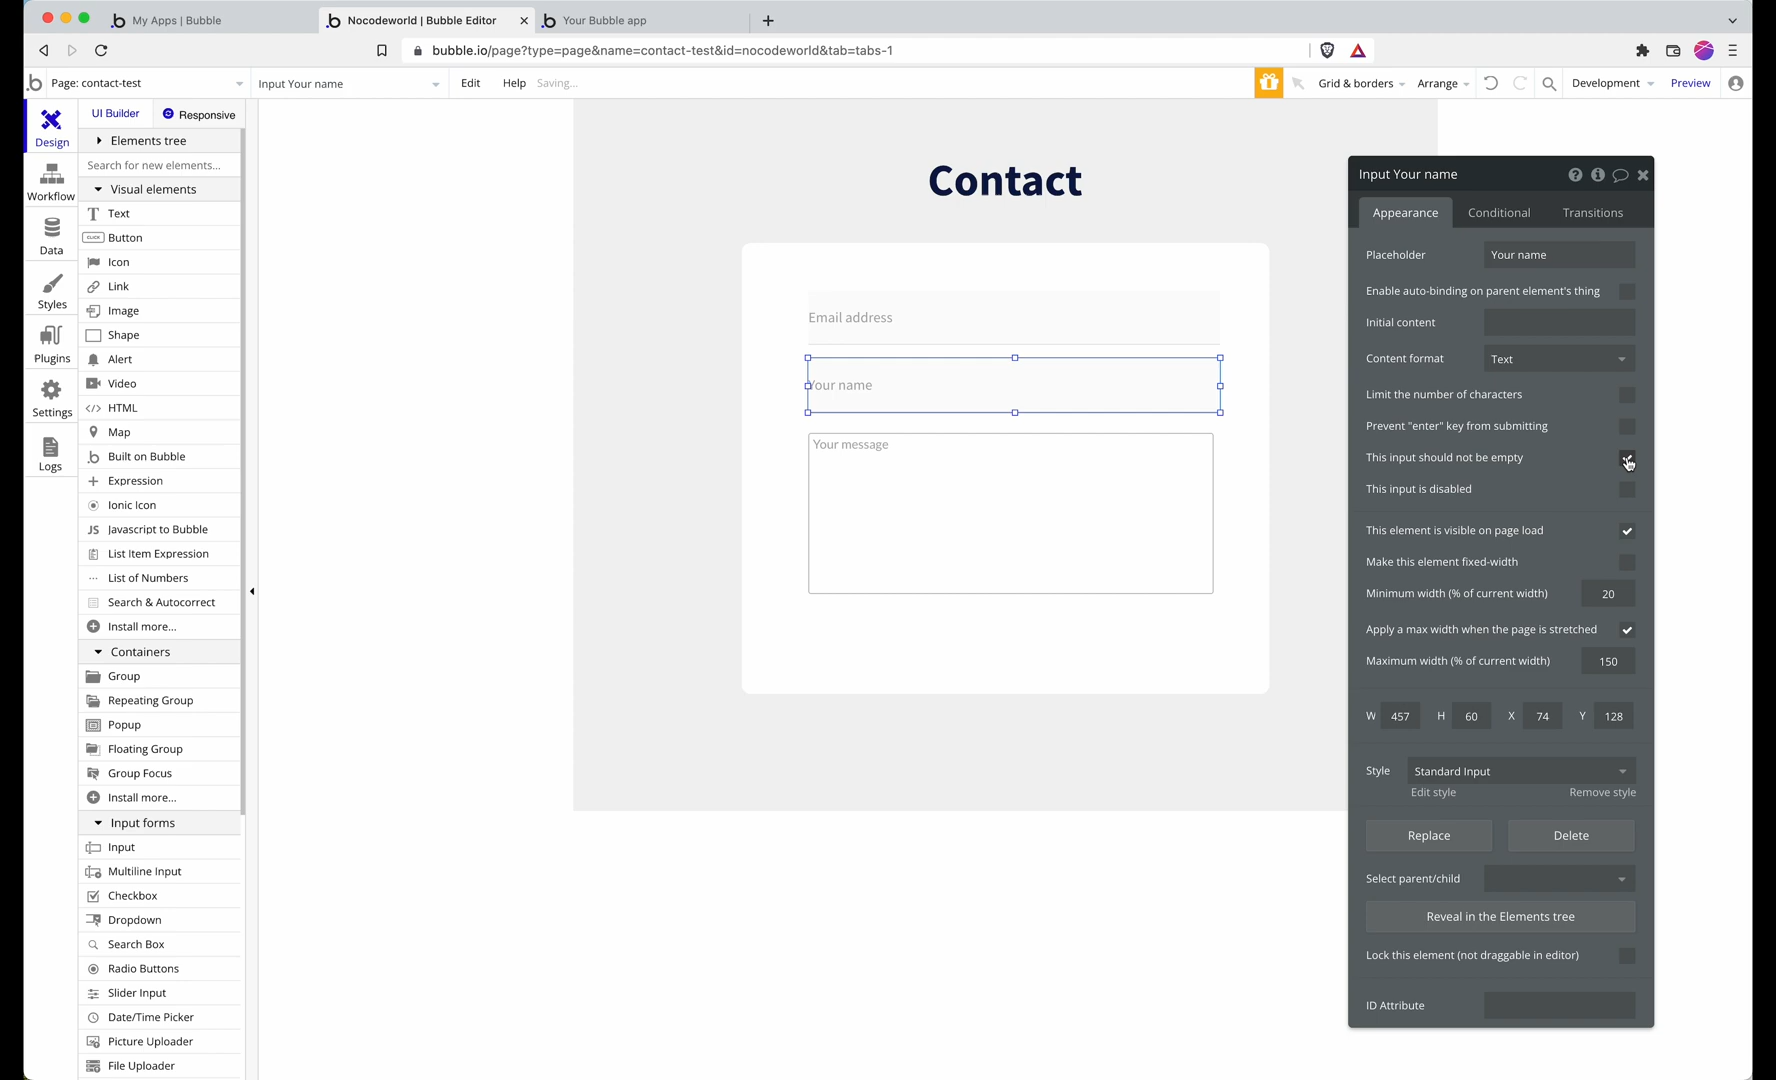 My Apps | Bubble
Nocodeworld | Bubble Editor
Your Bubble app
bubble.io/page?type=page&name=contact-test&id=nocodeworld&tab=tabs-1
Page: contact-test
Input Your name
Edit
Help
Saving...
Grid & borders
Arrange
Development
Preview
Design
Workflow
Data
Styles
Plugins
Settings
Logs
UI Builder
Responsive
Elements tree
Search for new elements...
Visual elements
Text
CLICK Button
Icon
Link
Image
Shape
Alert
Video
HTML
Map
Built on Bubble
Expression
Ionic Icon
JS Javascript to Bubble
List Item Expression
List of Numbers
Search & Autocorrect
Install more...
Containers
Group
Repeating Group
Popup
Floating Group
Group Focus
Install more...
Input forms
Input
Multiline Input
Checkbox
Dropdown
Search Box
Radio Buttons
Slider Input
Date/Time Picker
Picture Uploader
File Uploader
Contact
Email address
Your name
Your message
Input Your name
Appearance
Conditional
Transitions
Placeholder
Your name
Enable auto-binding on parent element's thing
Initial content
Content format
Text
Limit the number of characters
Prevent "enter" key from submitting
This input should not be empty
This input is disabled
This element is visible on page load
Make this element fixed-width
Minimum width (% of current width)
20
Apply a max width when the page is stretched
Maximum width (% of current width)
150
W 457 H 60 X 74 Y 128
Style
Standard Input
Edit style
Remove style
Replace
Delete
Select parent/child
Reveal in the Elements tree
Lock this element (not draggable in editor)
ID Attribute